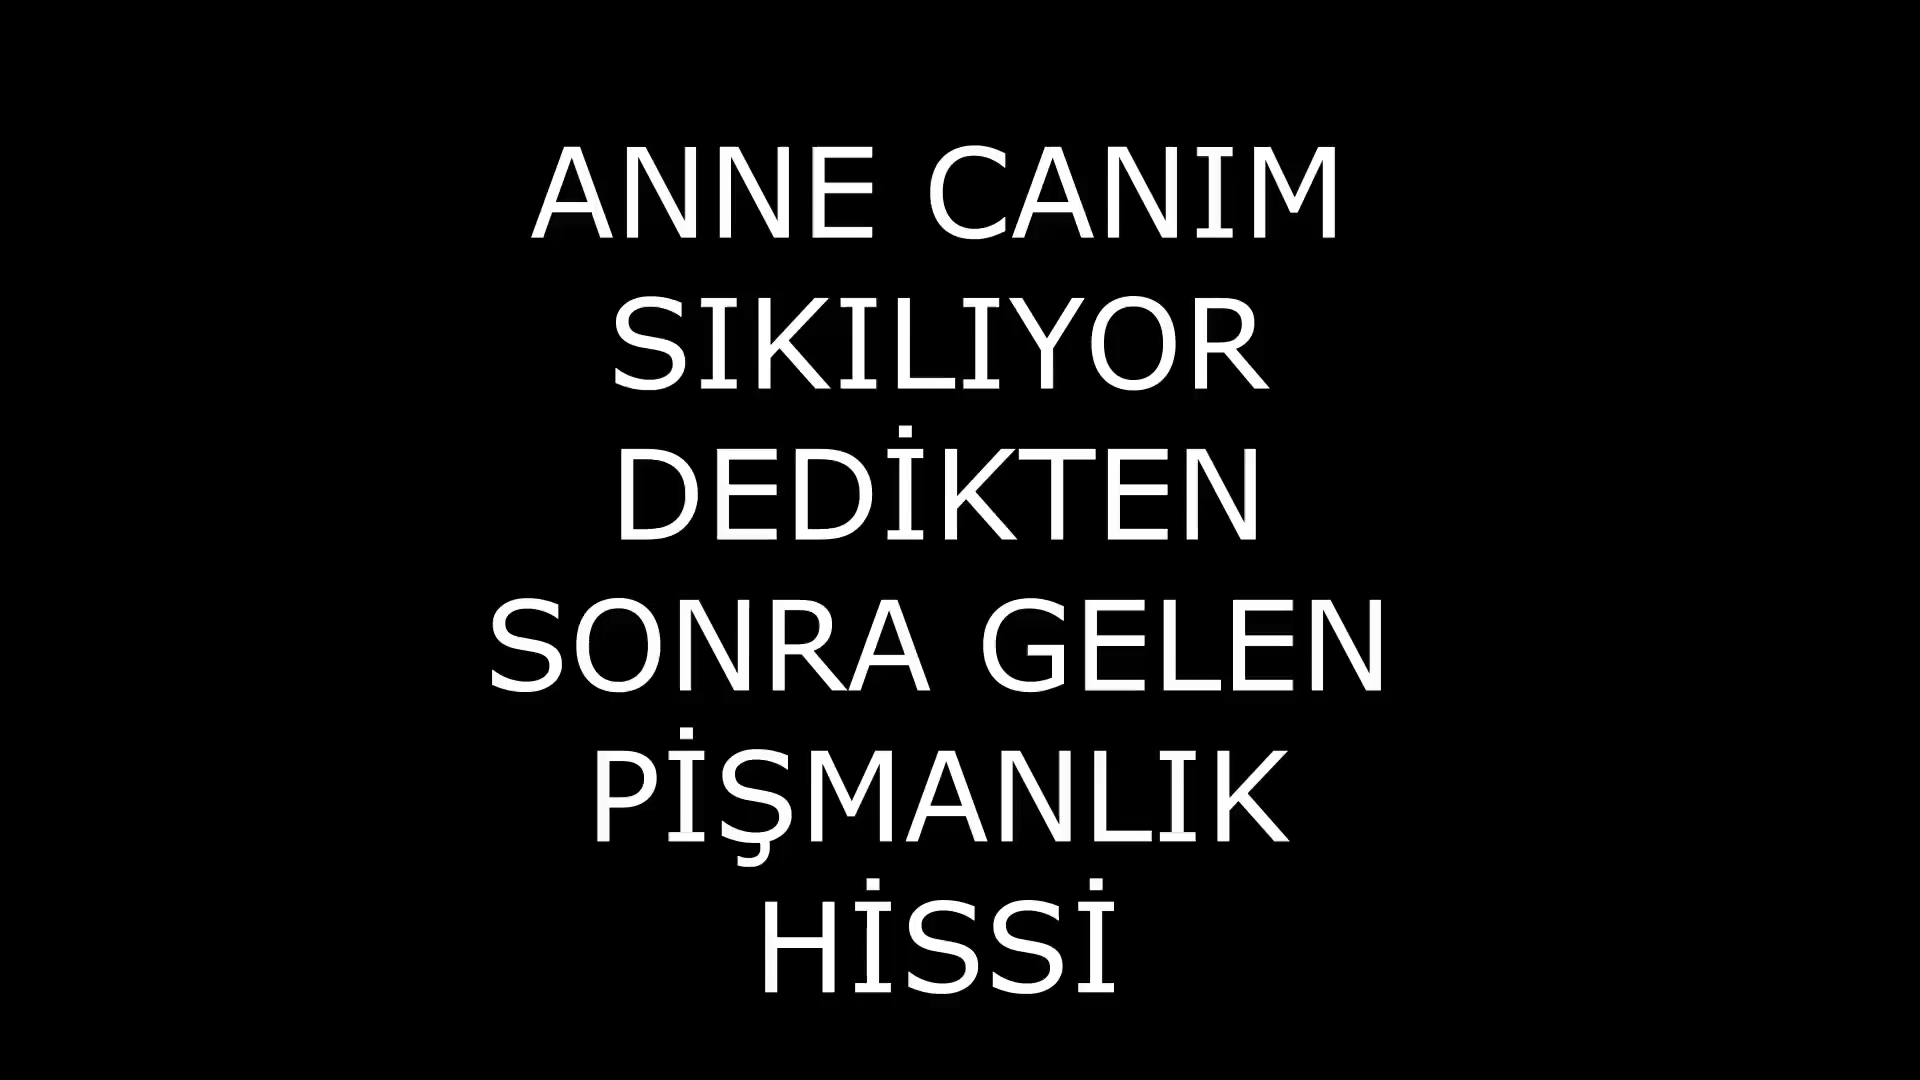 ANNE CANIM
SIKILIYOR
DEDİKTEN
SONRA GELEN
PİŞMANLIK
HİSSİ